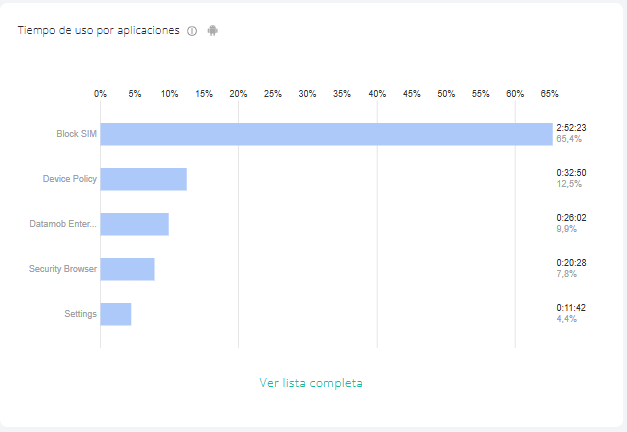 Tiempo de uso por aplicaciones
0% 5% 10% 15% 20% 25% 30% 35% 40% 45% 50% 55% 60% 65%
Block SIM 2:52:23
65,4%
Device Policy 0:32:50
12,5%
Datamob Enter... 0:26:02
9,9%
Security Browser 0:20:28
7,8%
Settings 0:11:42
4,4%
Ver lista completa